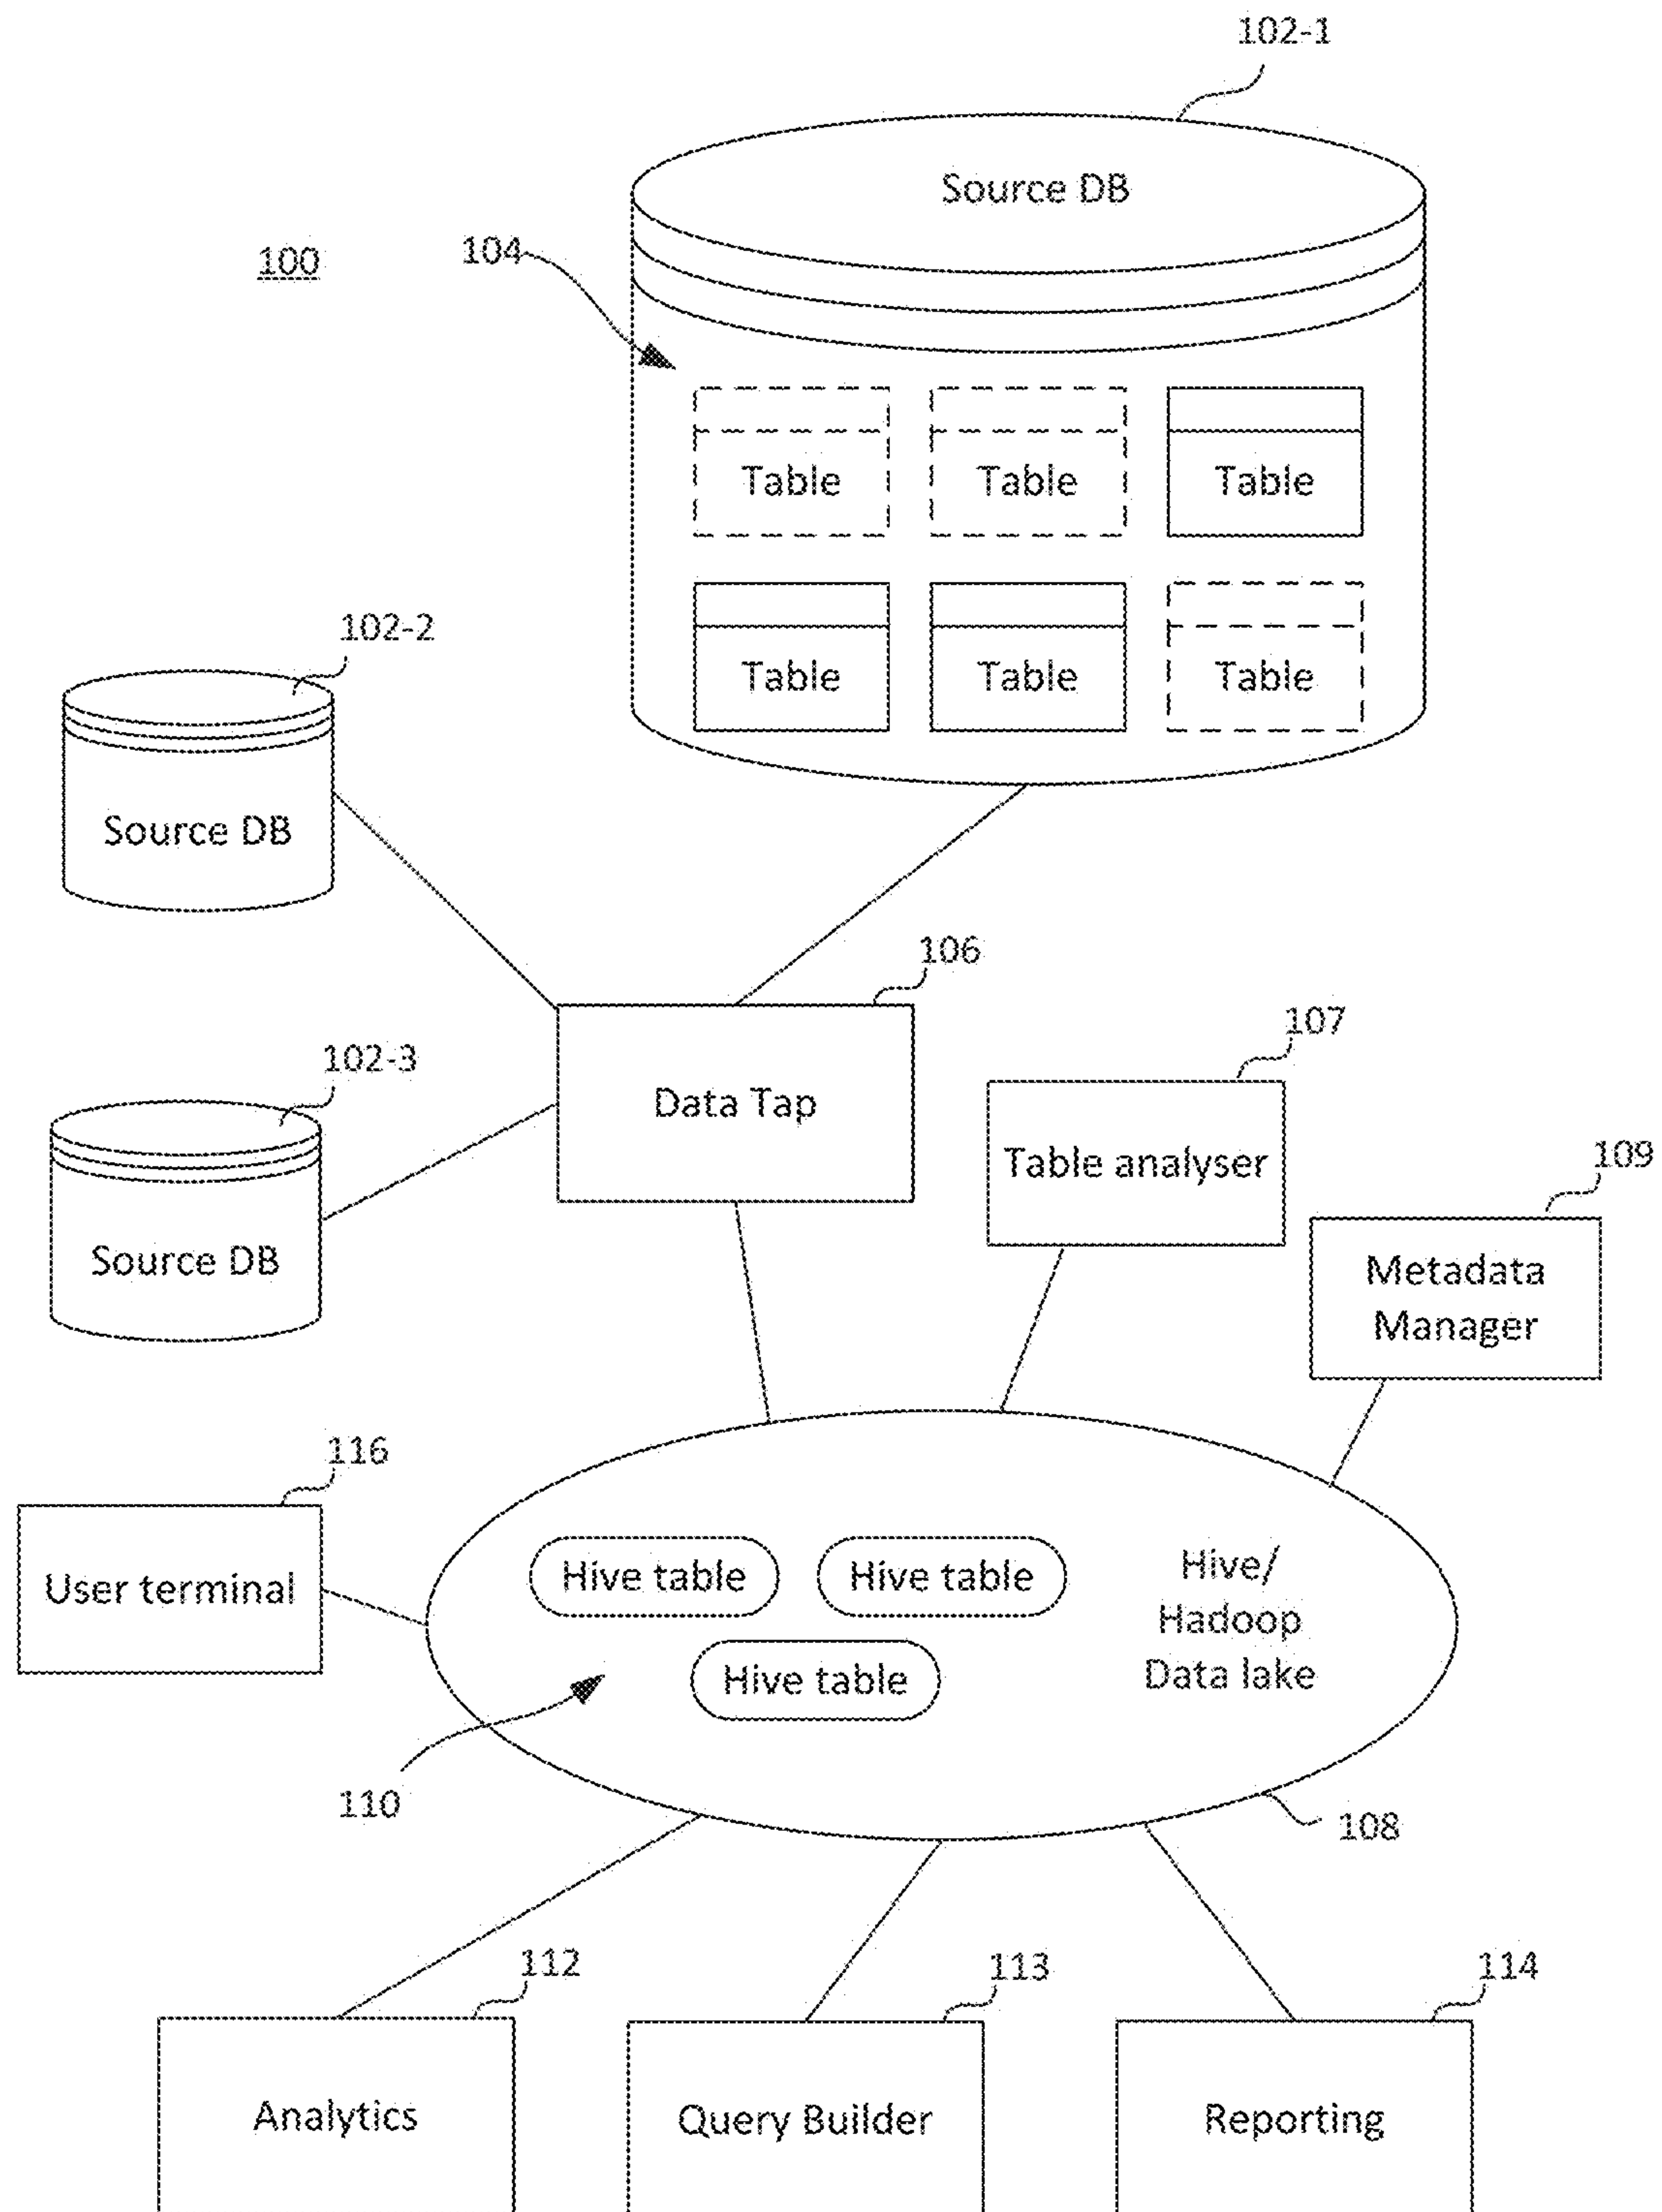 102-1
Source DB
100
104
Table
Table
Table
Table
Table
Table
102-2
Source DB
106
Data Tap
107
Table analyser
102-3
Source DB
109
Metadata
Manager
116
User terminal
Hive table
Hive table
Hive table
Hive/
Hadoop
Data lake
110
108
112
Analytics
113
Query Builder
114
Reporting